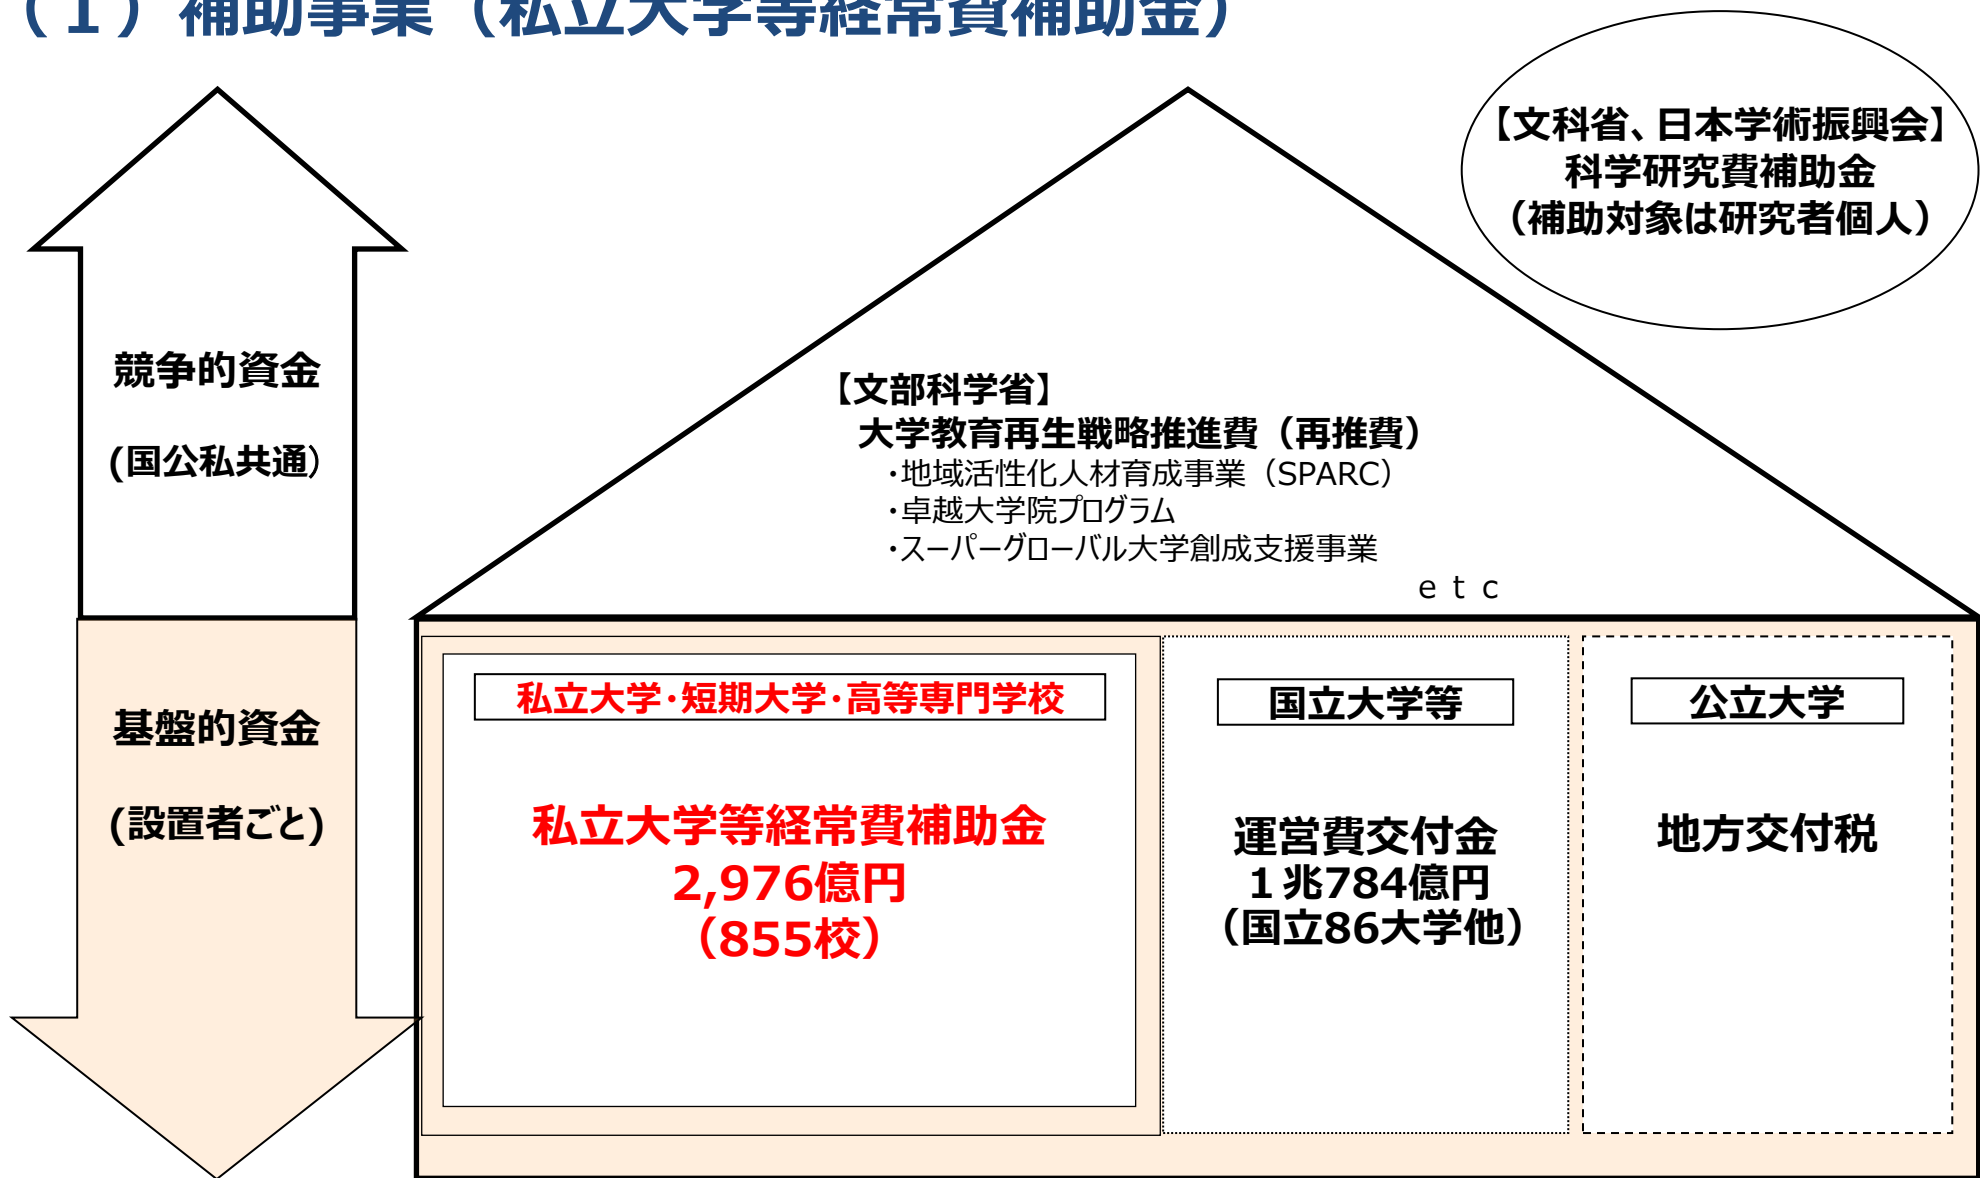 （１）補助事業（私立大学等経常費補助金）
【文科省、日本学術振興会】
科学研究費補助金
（補助対象は研究者個人）
競争的資金
(国公私共通）
【文部科学省】
大学教育再生戦略推進費（再推費）
・地域活性化人材育成事業（SPARC）
・卓越大学院プログラム
・スーパーグローバル大学創成支援事業
ｅｔｃ
基盤的資金
(設置者ごと)
私立大学・短期大学・高等専門学校
私立大学等経常費補助金
2,976億円
（855校）
国立大学等
運営費交付金
１兆784億円
（国立86大学他）
公立大学
地方交付税